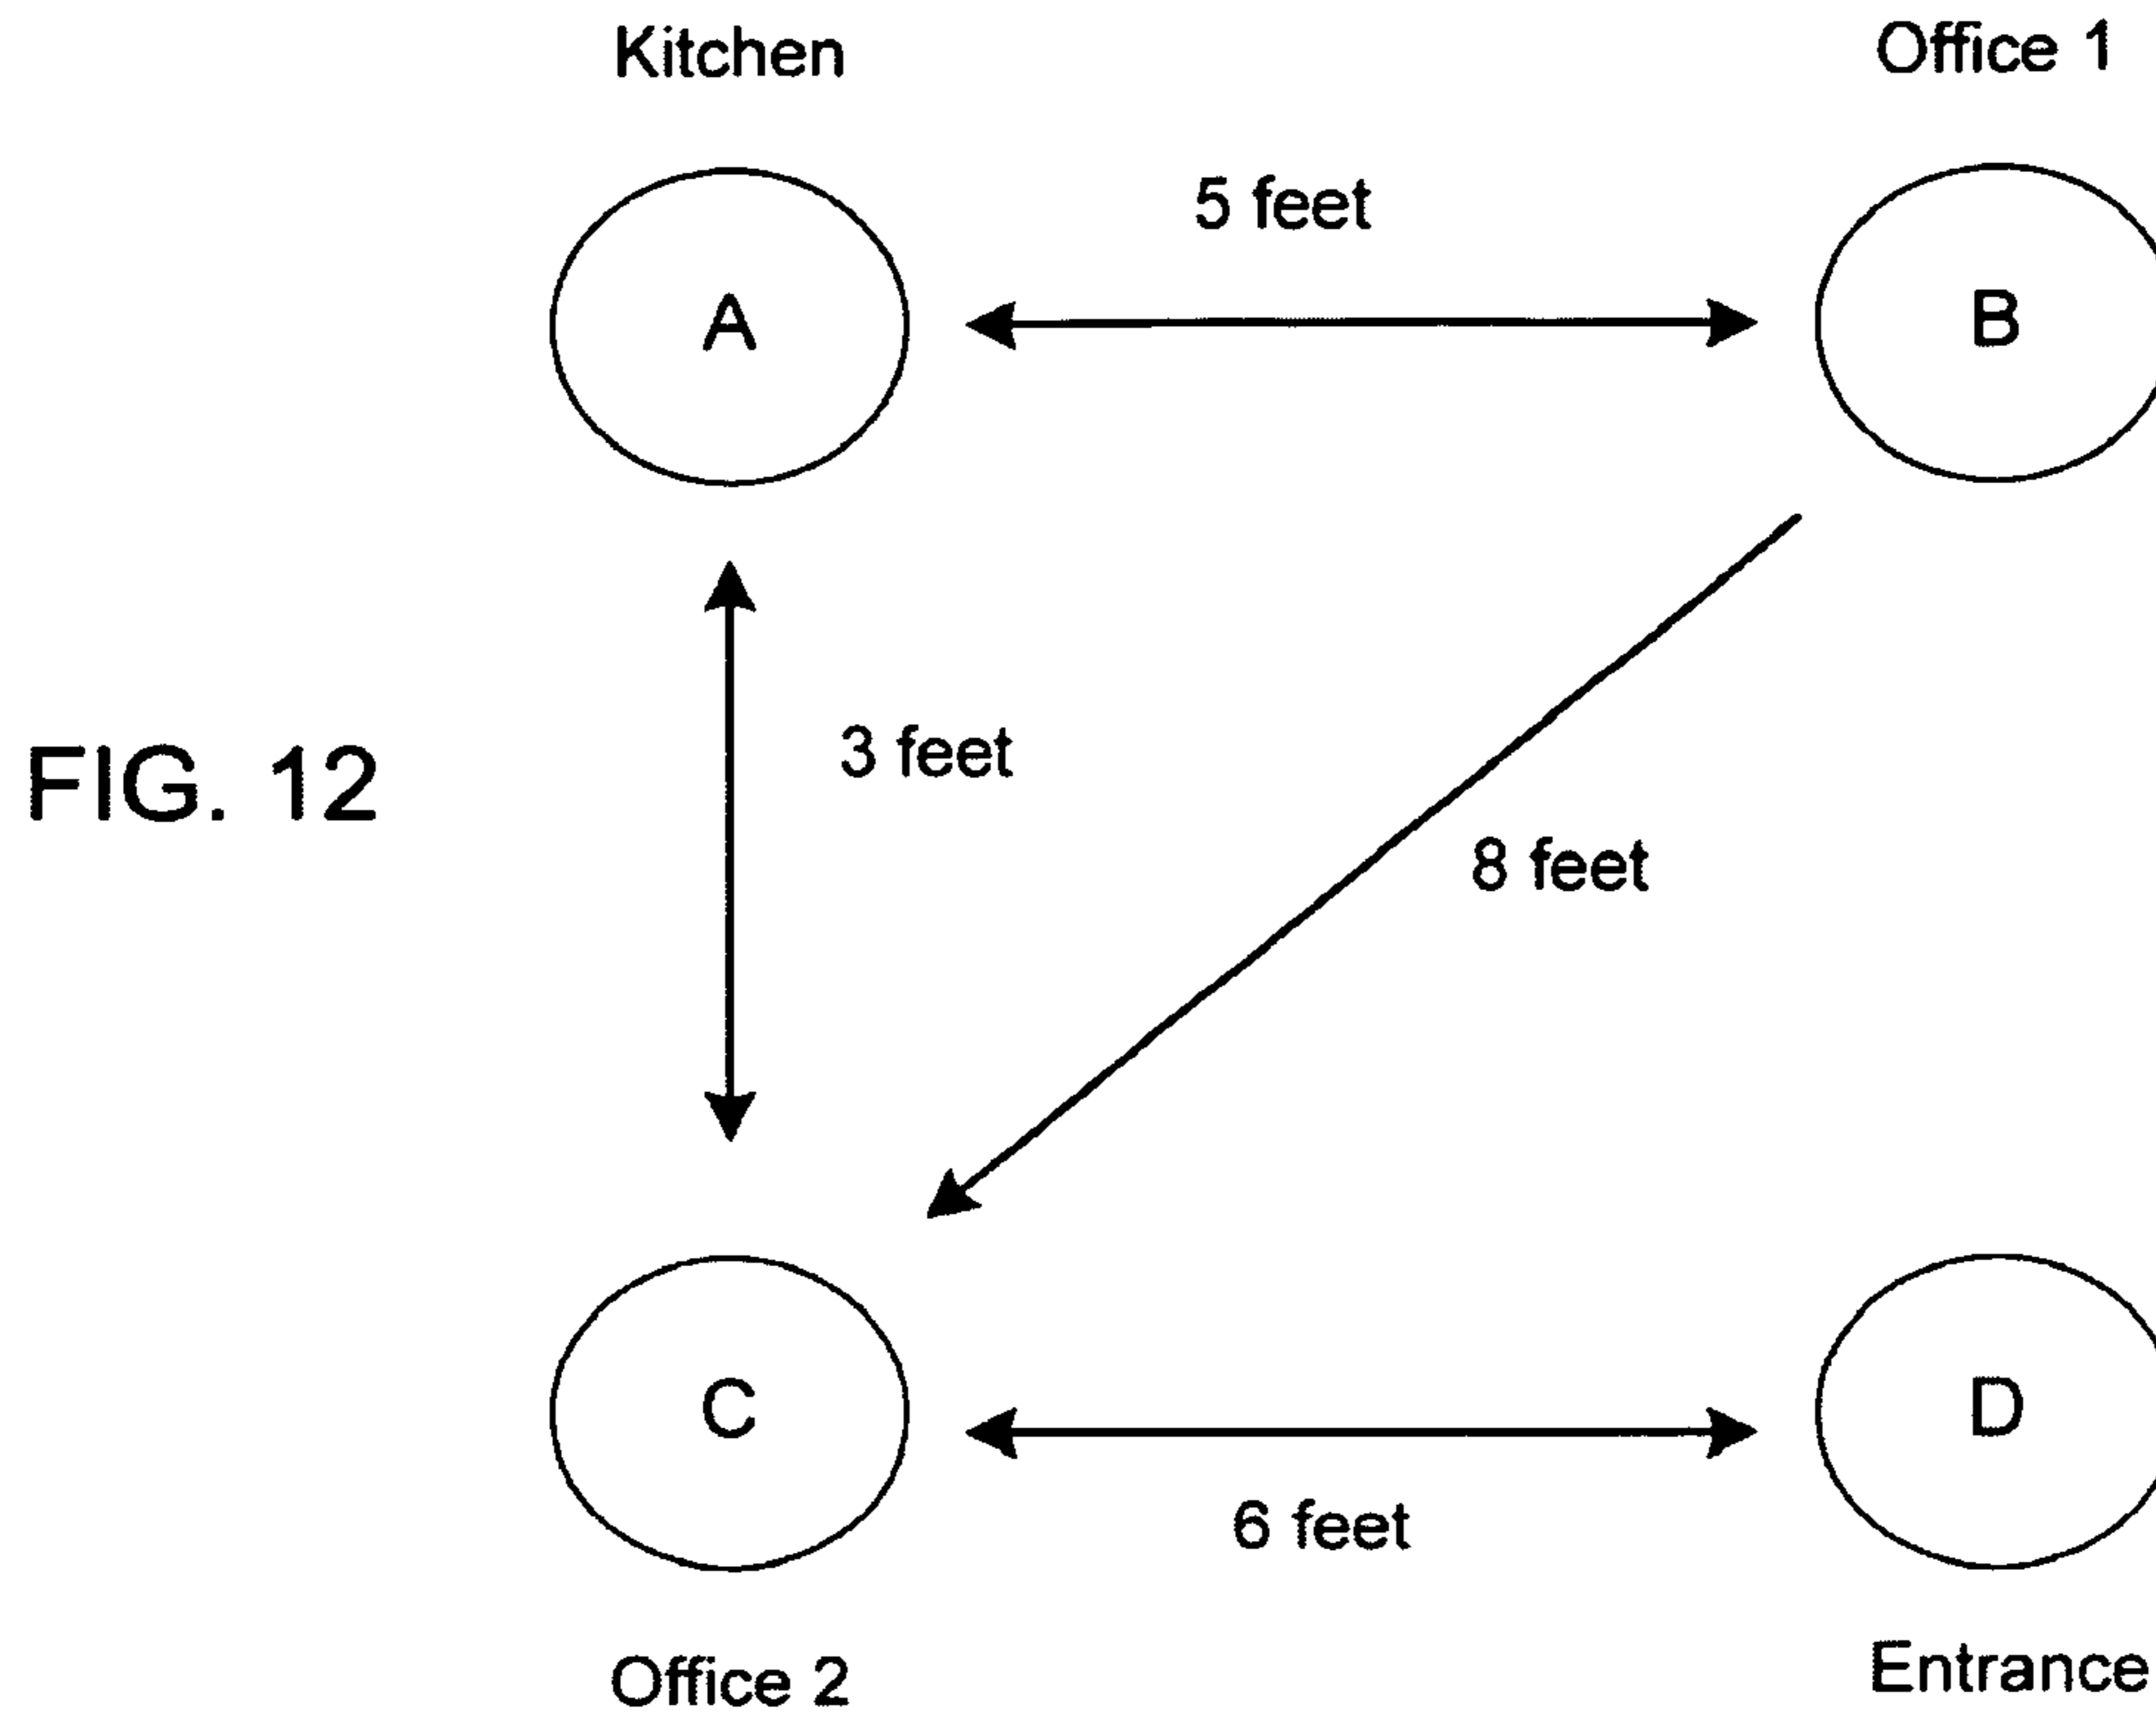 Kitchen
Office 1
5 feet
A
B
3 feet
FIG. 12
8 feet
C
D
6 feet
Office 2
Entrance